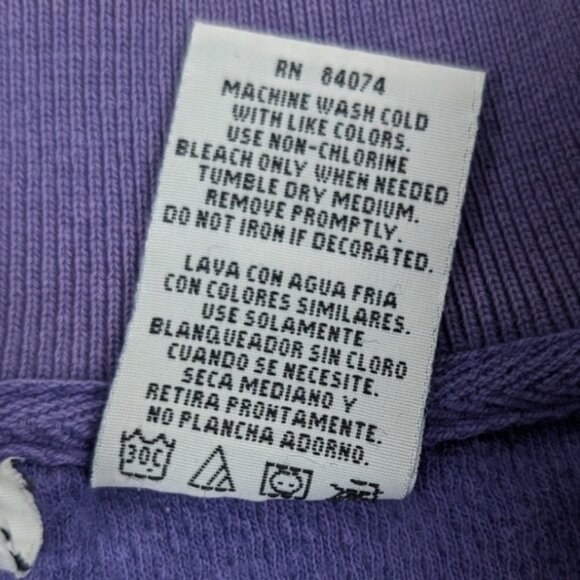 RN 84074
MACHINE WASH COLD
WITH LIKE COLORS.
USE NON-CHLORINE
BLEACH ONLY WHEN NEEDED
TUMBLE DRY MEDIUM.
REMOVE PROMPTLY.
DO NOT IRON IF DECORATED.
LAVA CON AGUA FRIA
CON COLORES SIMILARES.
USE SOLAMENTE
BLANQUEADOR SIN CLORO
CUANDO SE NECESITE.
SECA MEDIANO Y
RETIRA PRONTAMENTE.
NO PLANCHA ADORNO.
30C